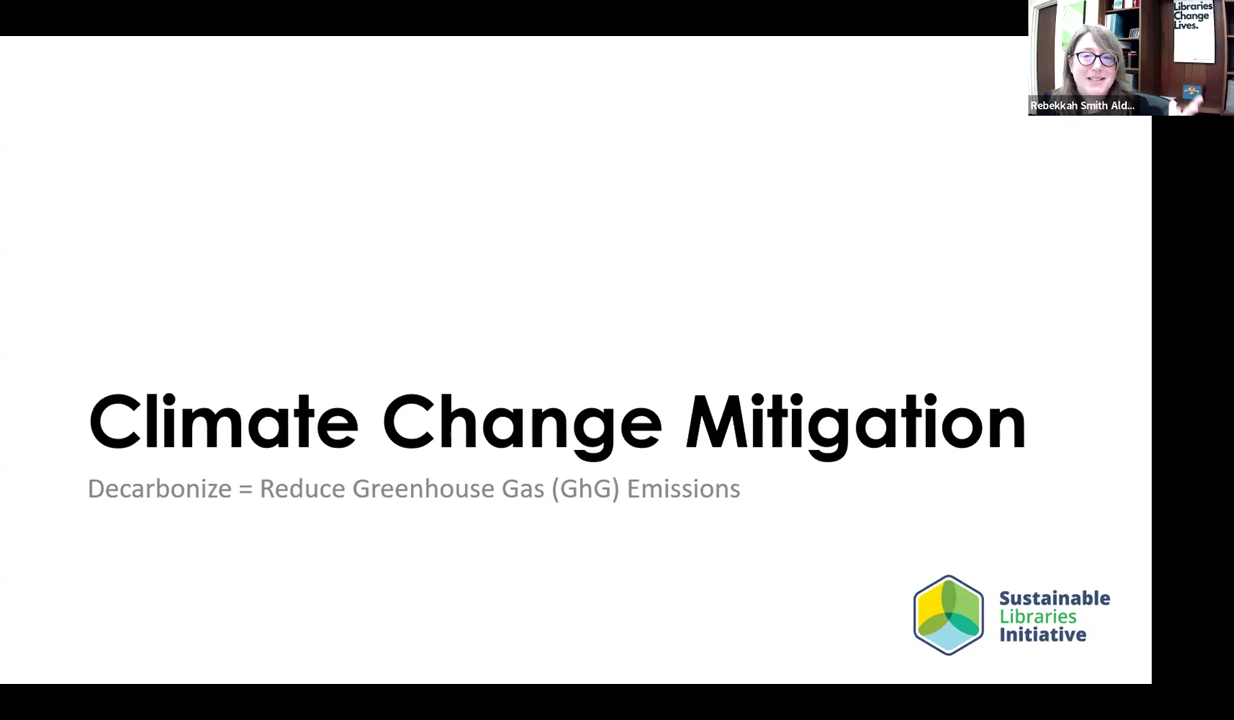 Libraries
Change
Lives.
Rebekkah Smith Ald...
Climate Change Mitigation
Decarbonize = Reduce Greenhouse Gas (GhG) Emissions
Sustainable
Libraries
Initiative